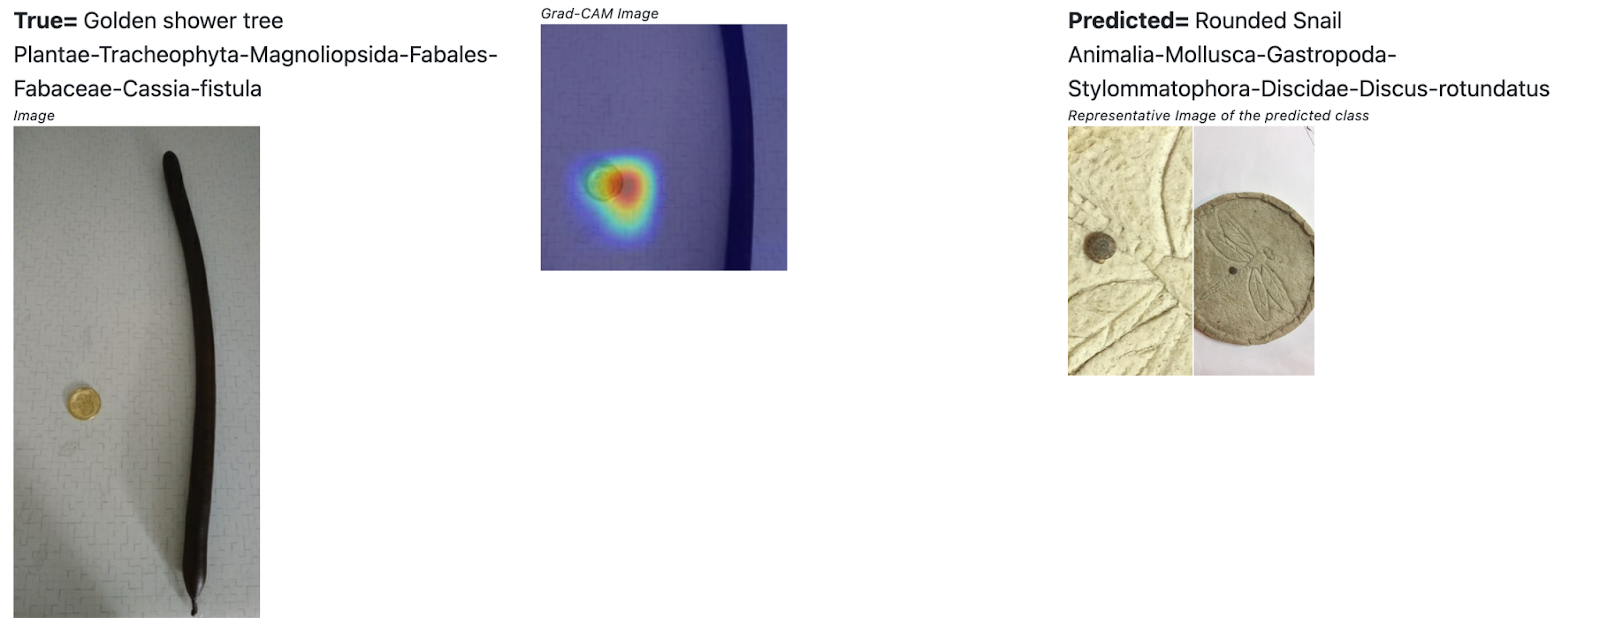 True= Golden shower tree
Plantae-Tracheophyta-Magnoliopsida-Fabales-
Fabaceae-Cassia-fistula
Image
Grad-CAM Image
Predicted= Rounded Snail
Animalia-Mollusca-Gastropoda-
Stylommatophora-Discidae-Discus-rotundatus
Representative Image of the predicted class